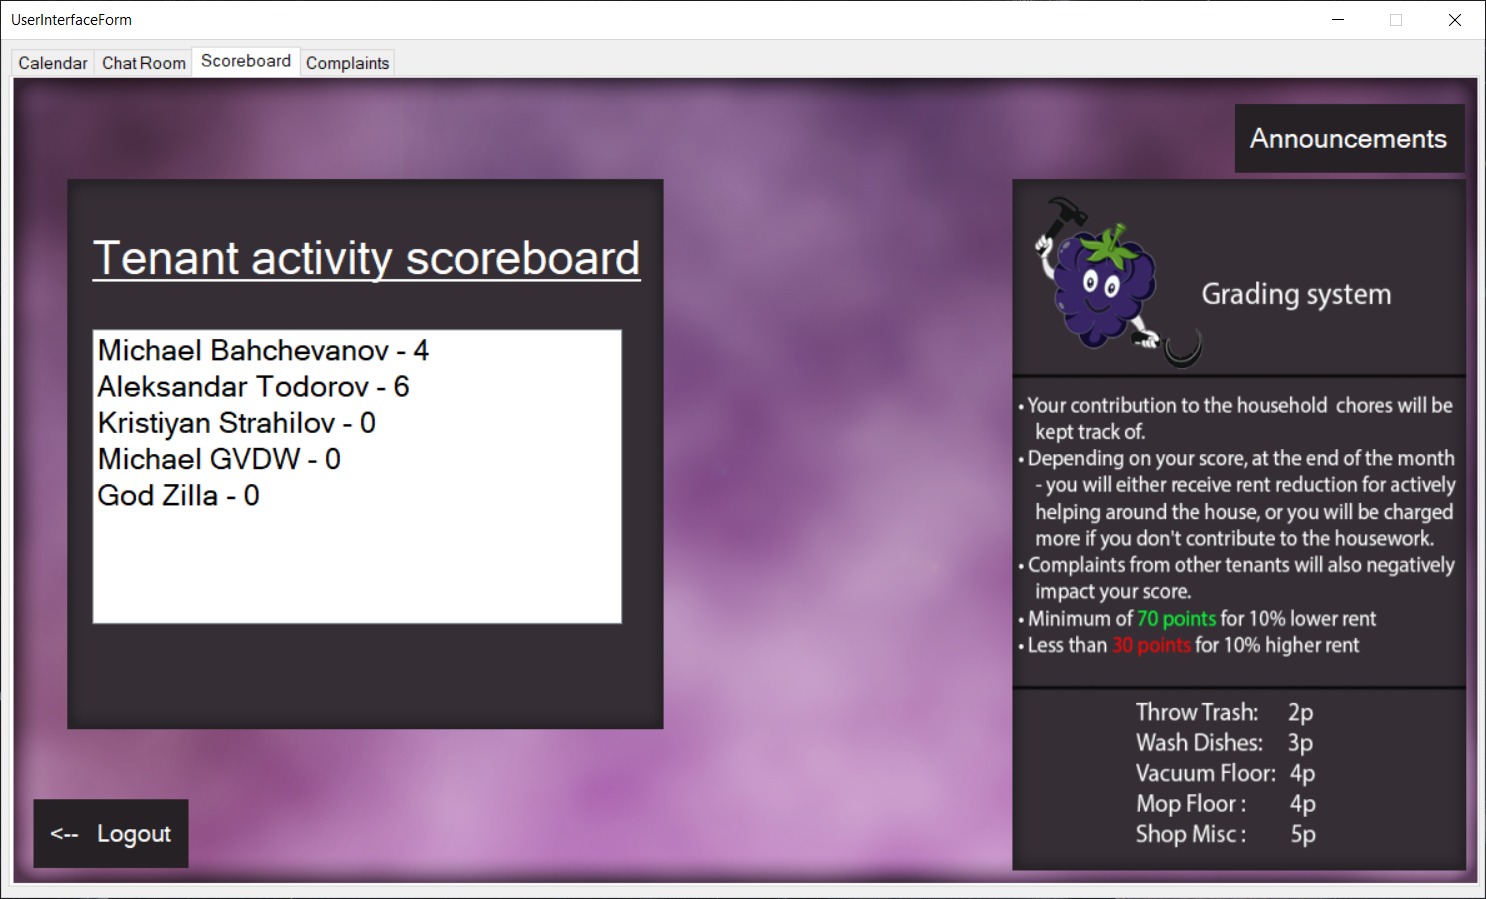 UserInterfaceForm
Calendar
Chat Room
Scoreboard
Complaints
Announcements
Tenant activity scoreboard
Michael Bahchevanov - 4
Aleksandar Todorov - 6
Kristiyan Strahilov - 0
Michael GVDW - 0
God Zilla - 0
<-- Logout
Grading system
• Your contribution to the household chores will be
kept track of.
• Depending on your score, at the end of the month
- you will either receive rent reduction for actively
helping around the house, or you will be charged
more if you don't contribute to the housework.
• Complaints from other tenants will also negatively
impact your score.
• Minimum of 70 points for 10% lower rent
• Less than 30 points for 10% higher rent
Throw Trash: 2p
Wash Dishes: 3p
Vacuum Floor: 4p
Mop Floor : 4p
Shop Misc : 5p